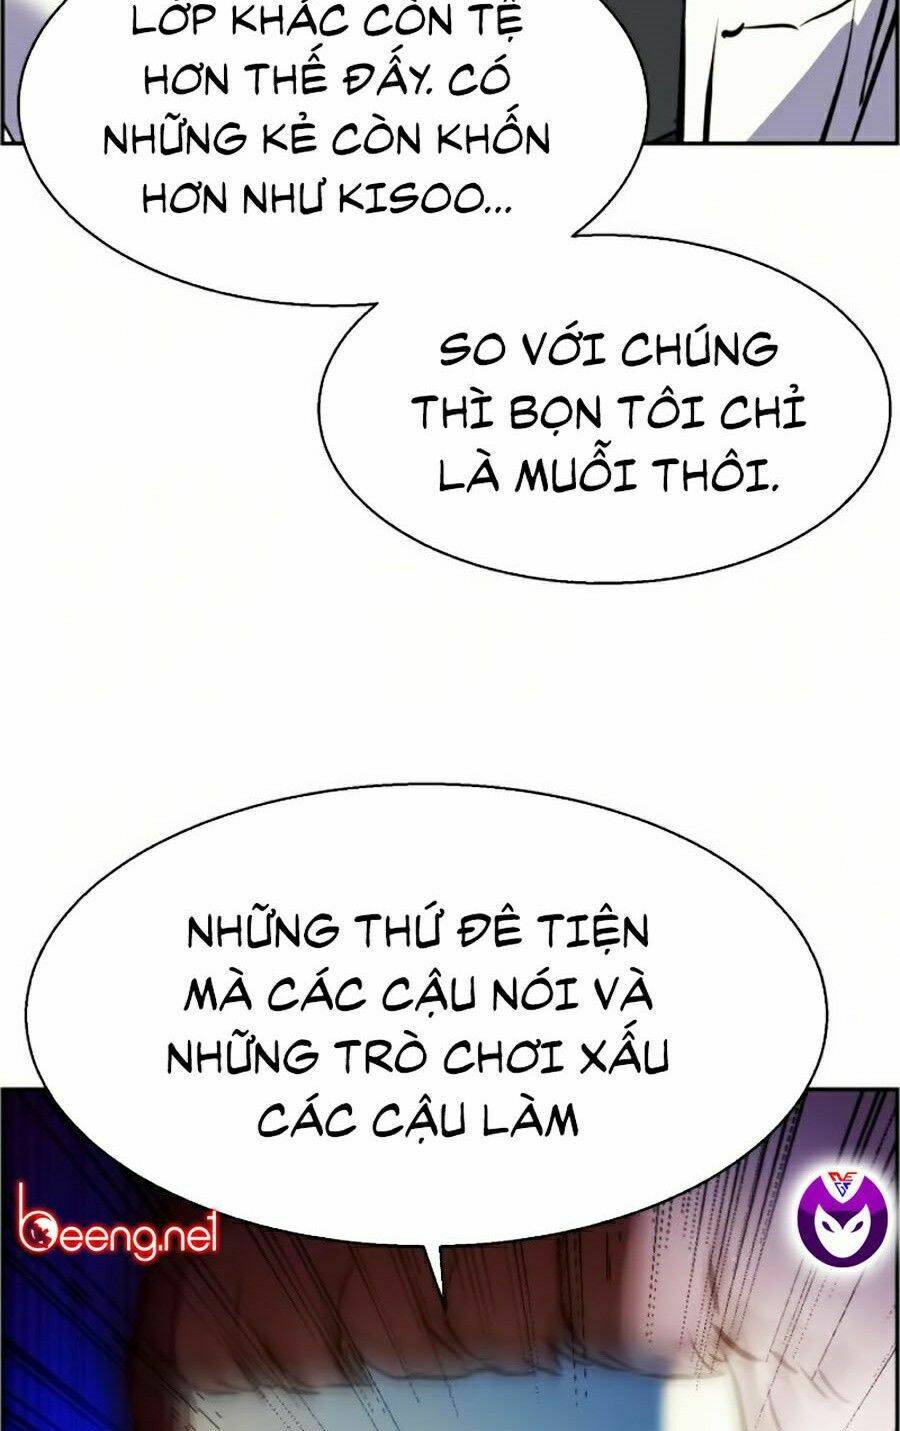 LỚP KHÁC CÒN TỆ
HƠN THẾ ĐẤY. CÓ
NHỮNG KẺ CÒN KHỐN
HƠN NHƯ KISOO...
SO VỚI CHÚNG
THÌ BỌN TÔI CHỈ
LÀ MUỖI THÔI.
NHỮNG THỨ ĐÊ TIỆN
MÀ CÁC CẬU NÓI VÀ
NHỮNG TRÒ CHƠI XẤU
CÁC CẬU LÀM
beeng.net